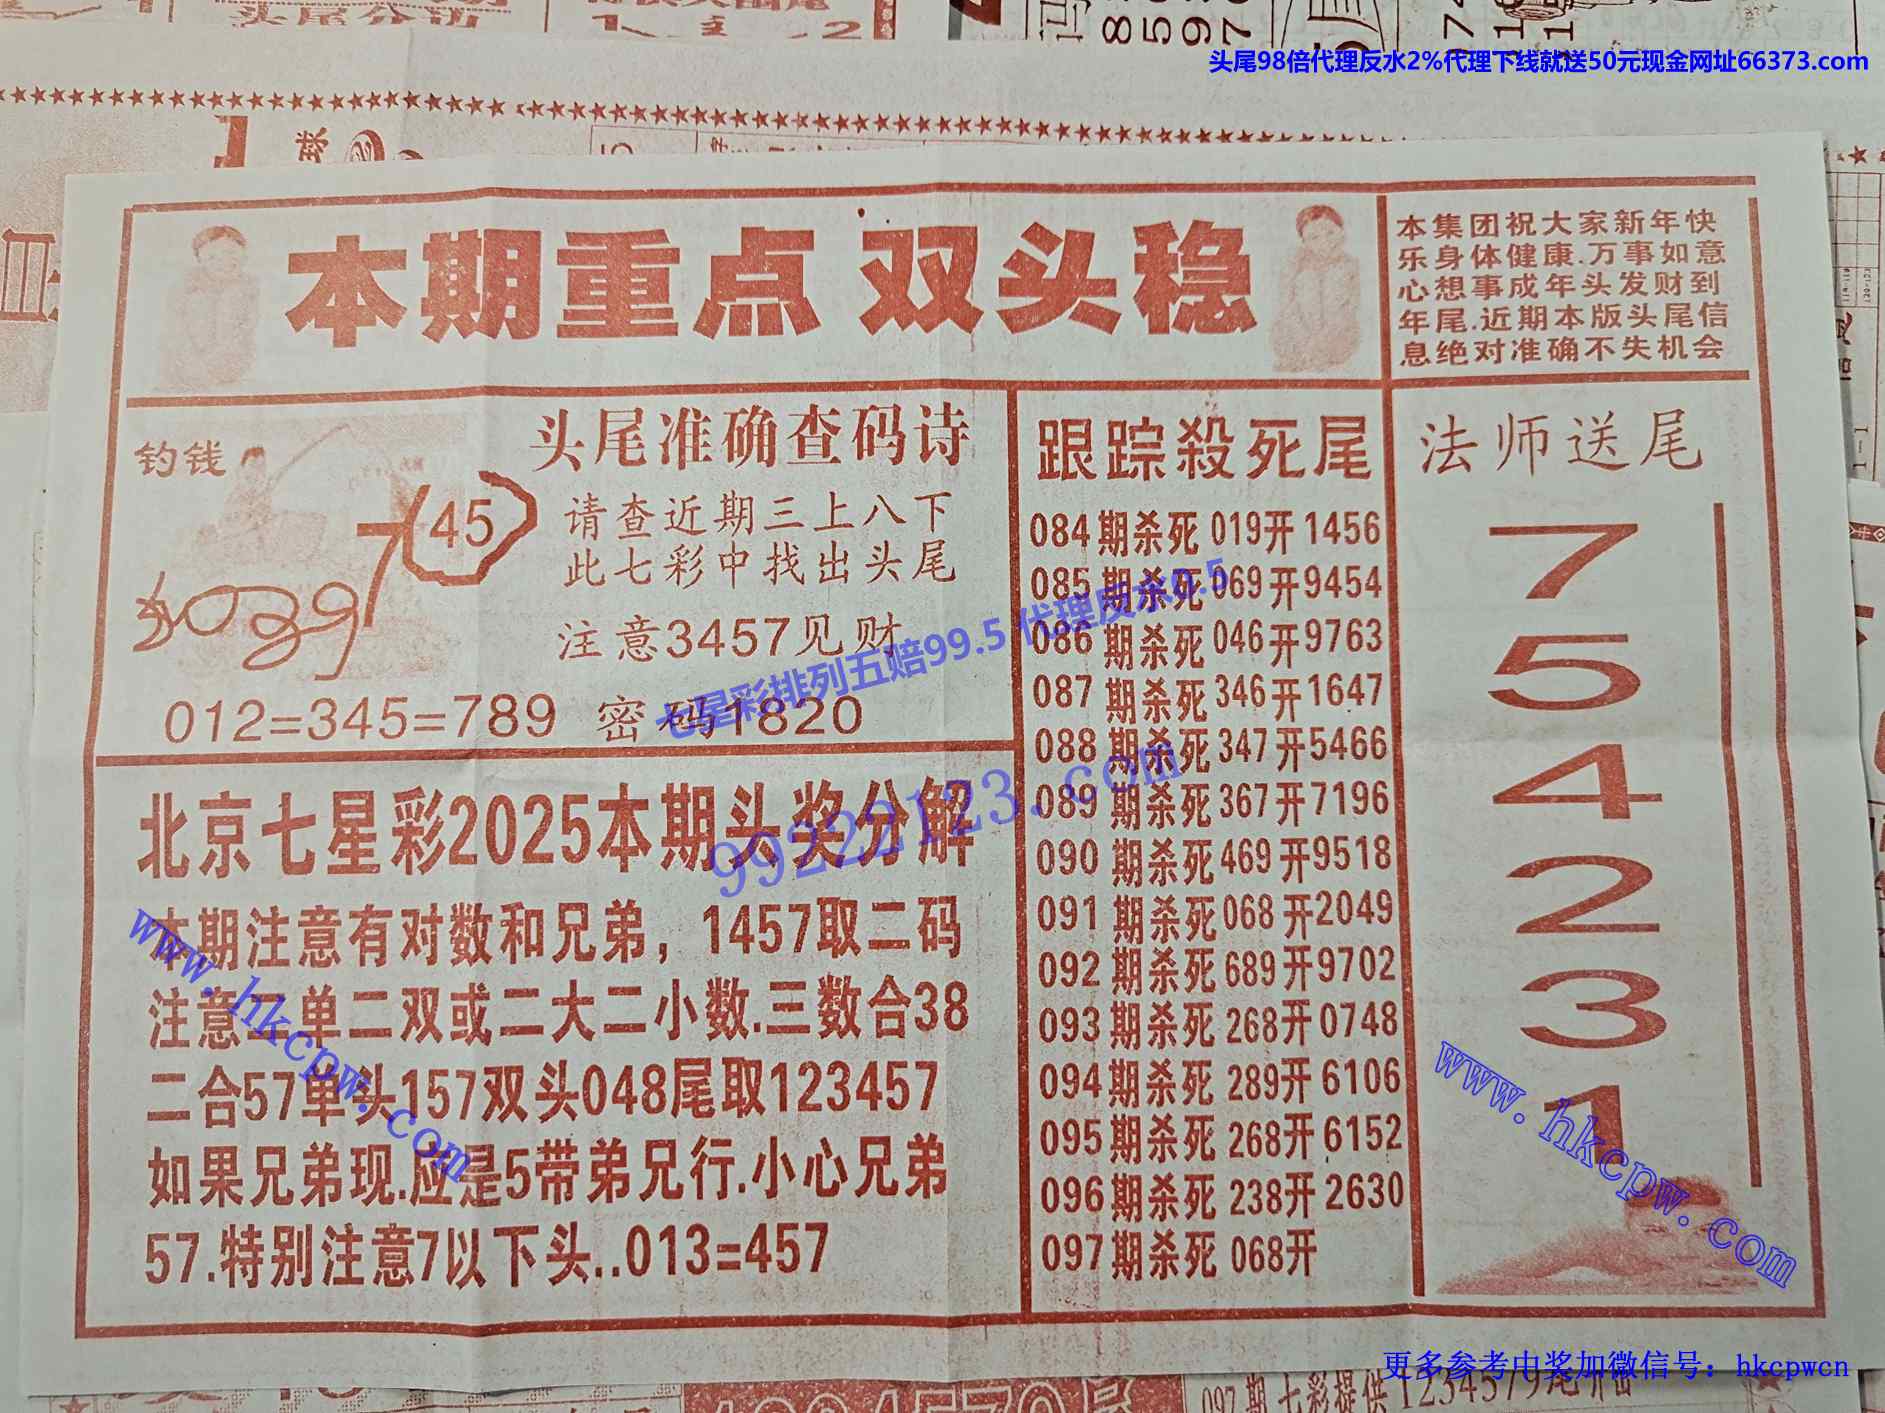 头尾分边
头尾98倍代理反水2%代理下线就送50元现金网址66373.com
本期重点 双头稳
本集团祝大家新年快
乐身体健康.万事如意
心想事成年头发财到
年尾.近期本版头尾信
息绝对准确不失机会
钓钱
7(45)
头尾准确查码诗
请查近期三上八下
此七彩中找出头尾
注意3457见财
012=345=789 密码1820
七星彩排列五赔99.5 代理反水0.5
99222123.com
北京七星彩2025本期头奖分解
本期注意有对数和兄弟，1457取二码
注意二单二双或二大二小数.三数合38
二合57单头157双头048尾取123457
如果兄弟现.应是5带弟兄行.小心兄弟
57.特别注意7以下头..013=457
www.hkcpw.com
跟踪殺死尾
084期杀死019开1456
085期杀死069开9454
086期杀死046开9763
087期杀死346开1647
088期杀死347开5466
089期杀死367开7196
090期杀死469开9518
091期杀死068开2049
092期杀死689开9702
093期杀死268开0748
094期杀死289开6106
095期杀死268开6152
096期杀死238开2630
097期杀死068开
法师送尾
7
5
4
2
3
1
www.hkcpw.com
更多参考中奖加微信号：hkcpwcn
097期七彩提供1234579尾